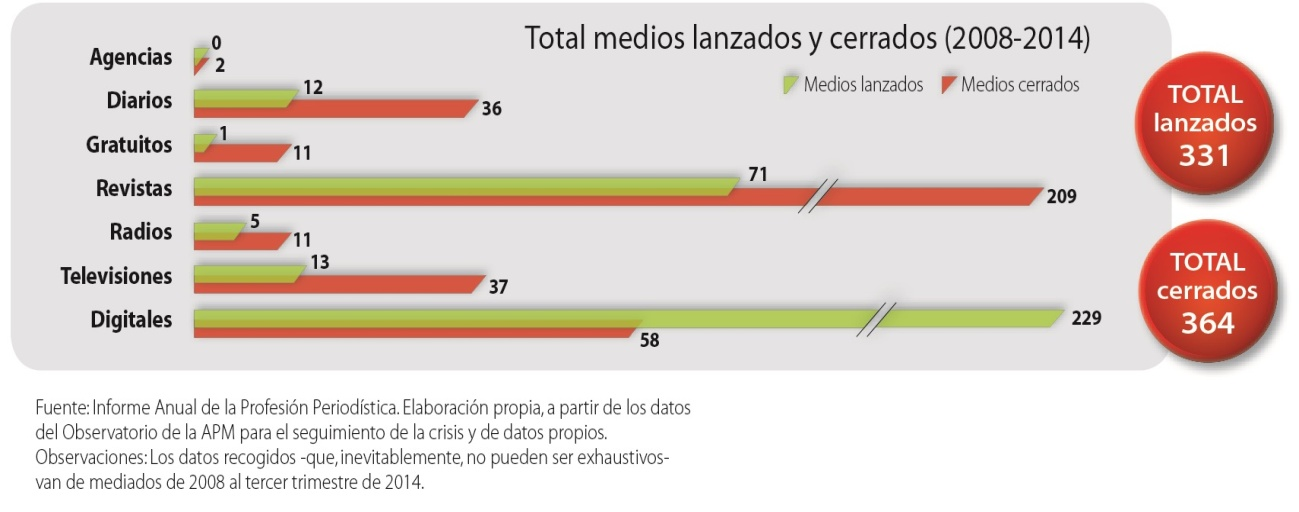 Total medios lanzados y cerrados (2008-2014)
Medios lanzados Medios cerrados
Agencias 0 2
Diarios 12 36
Gratuitos 1 11
Revistas 71 209
Radios 5 11
Televisiones 13 37
Digitales 229 58
TOTAL
lanzados
331
TOTAL
cerrados
364
Fuente: Informe Anual de la Profesión Periodística. Elaboración propia, a partir de los datos
del Observatorio de la APM para el seguimiento de la crisis y de datos propios.
Observaciones: Los datos recogidos -que, inevitablemente, no pueden ser exhaustivos-
van de mediados de 2008 al tercer trimestre de 2014.